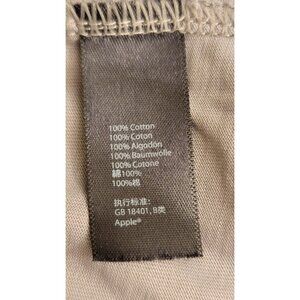 100% Cotton
100% Coton
100% Algodón
100% Baumwolle
100% Cotone
綿100%
100%棉
执行标准:
GB 18401, B类
Apple®